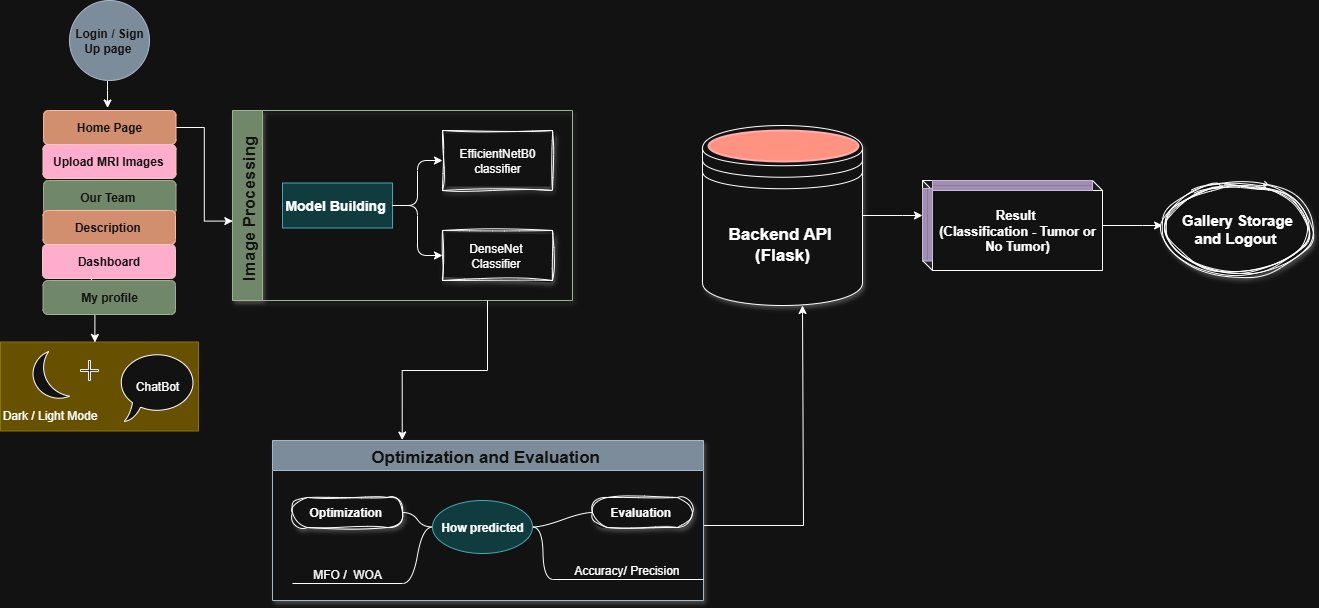 Login / Sign
Up page
Home Page
Upload MRI Images
Our Team
Description
Dashboard
My profile
Dark / Light Mode
ChatBot
Image Processing
Model Building
EfficientNetB0
classifier
DenseNet
Classifier
Optimization and Evaluation
Optimization
How predicted
Evaluation
MFO /  WOA
Accuracy/ Precision
Backend API
(Flask)
Result
(Classification - Tumor or
No Tumor)
Gallery Storage
and Logout